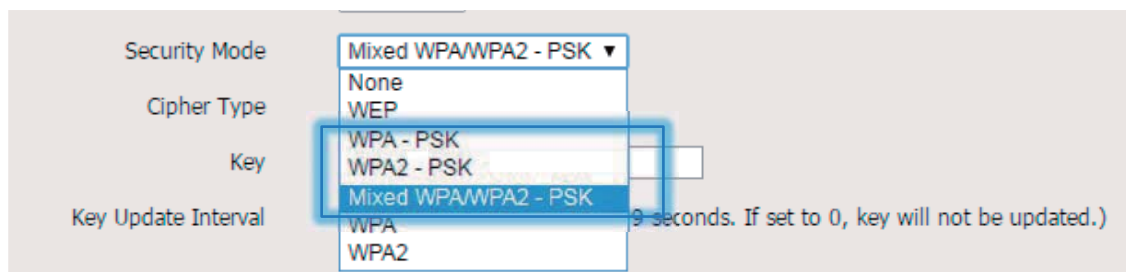 Security Mode
Mixed WPA/WPA2 - PSK
None
Cipher Type
WEP
WPA - PSK
Key
WPA2 - PSK
Mixed WPA/WPA2 - PSK
Key Update Interval
WPA
9 seconds. If set to 0, key will not be updated.)
WPA2